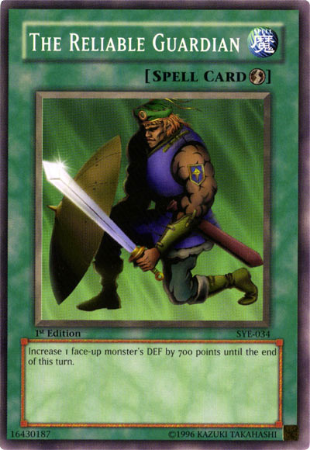 THE RELIABLE GUARDIAN 魔
[SPELL CARD]
1st Edition
SYE-034
Increase 1 face-up monster's DEF by 700 points until the end
of this turn.
16430187
©1996 KAZUKI TAKAHASHI